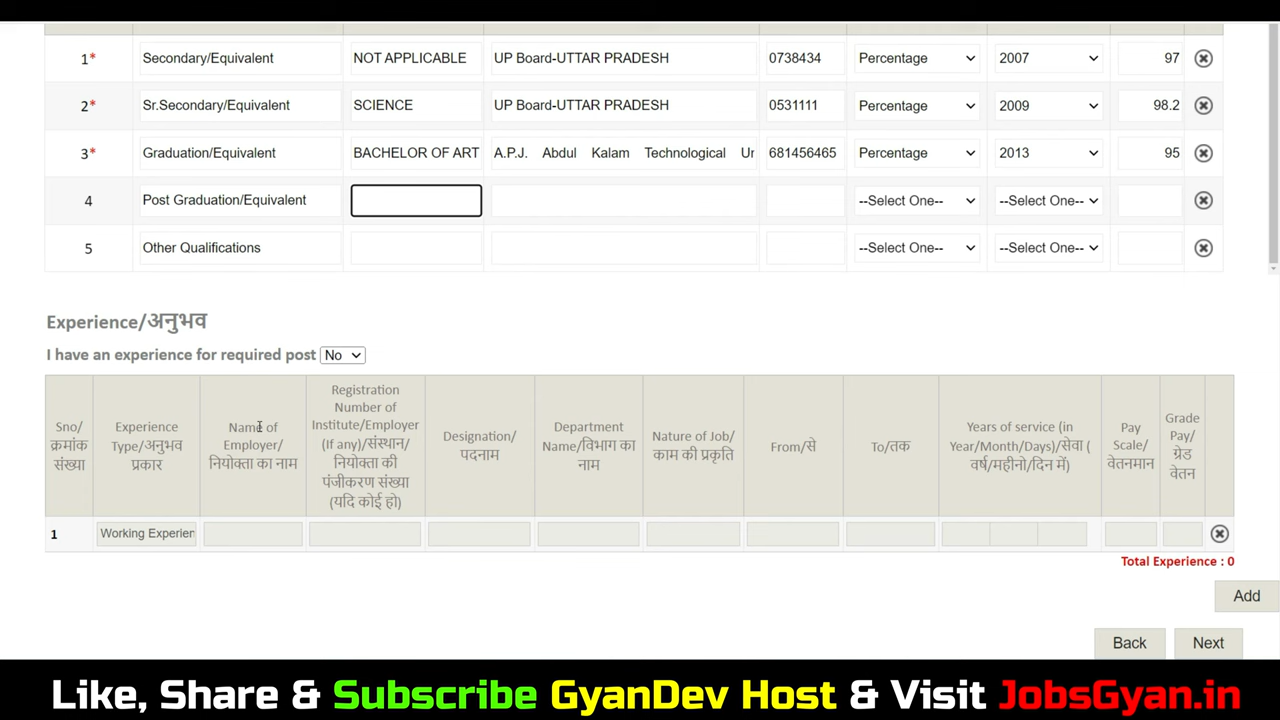 1* Secondary/Equivalent NOT APPLICABLE UP Board-UTTAR PRADESH 0738434 Percentage 2007 97
2* Sr.Secondary/Equivalent SCIENCE UP Board-UTTAR PRADESH 0531111 Percentage 2009 98.2
3* Graduation/Equivalent BACHELOR OF ART A.P.J. Abdul Kalam Technological Ur 681456465 Percentage 2013 95
4 Post Graduation/Equivalent --Select One-- --Select One--
5 Other Qualifications --Select One-- --Select One--
Experience/अनुभव
I have an experience for required post No
Sno/
क्रमांक
संख्या
Experience
Type/अनुभव
प्रकार
Name of
Employer/
नियोक्ता का नाम
Registration
Number of
Institute/Employer
(If any)/संस्थान/
नियोक्ता की
पंजीकरण संख्या
(यदि कोई हो)
Designation/
पदनाम
Department
Name/विभाग का
नाम
Nature of Job/
काम की प्रकृति
From/से
To/तक
Years of service (in
Year/Month/Days)/सेवा (
वर्ष/महीनो/दिन में)
Pay
Scale/
वेतनमान
Grade
Pay/
ग्रेड
वेतन
1 Working Experien
Total Experience : 0
Add
Back Next
Like, Share & Subscribe GyanDev Host & Visit JobsGyan.in